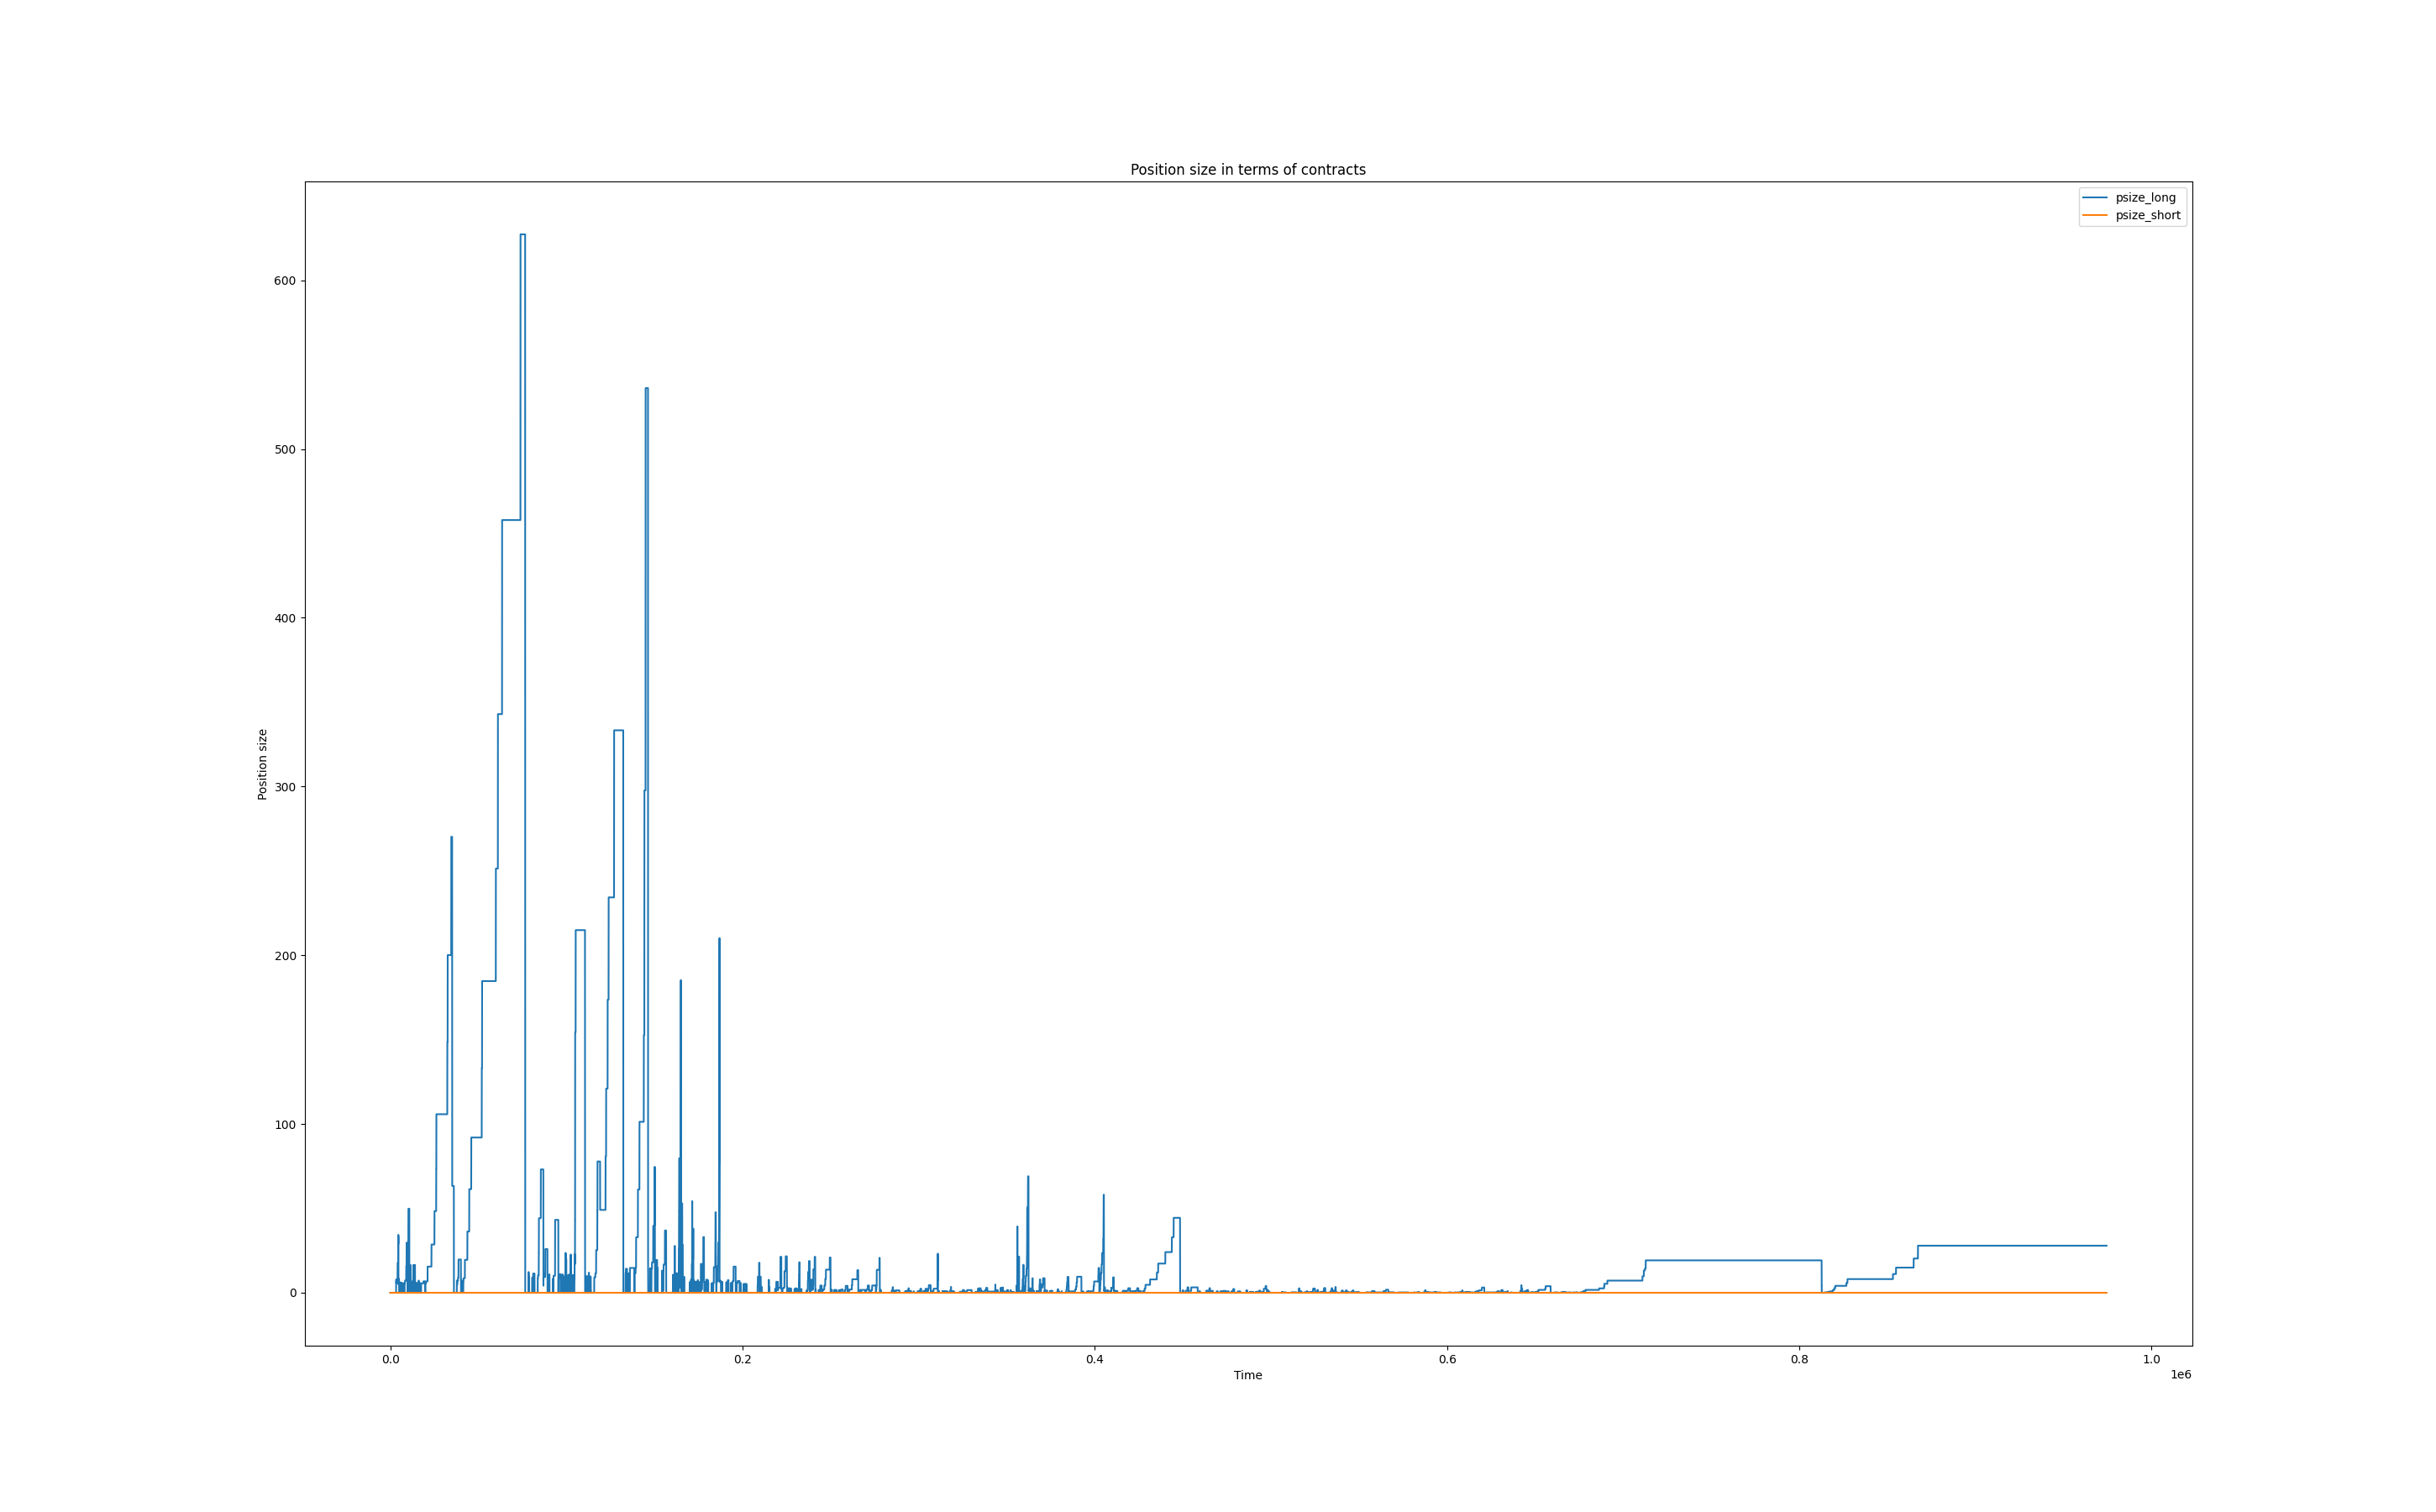 Position size in terms of contracts
psize_long
psize_short
600
500
400
300
200
100
0
Position size
0.0 0.2 0.4 0.6 0.8 1.0
Time
1e6